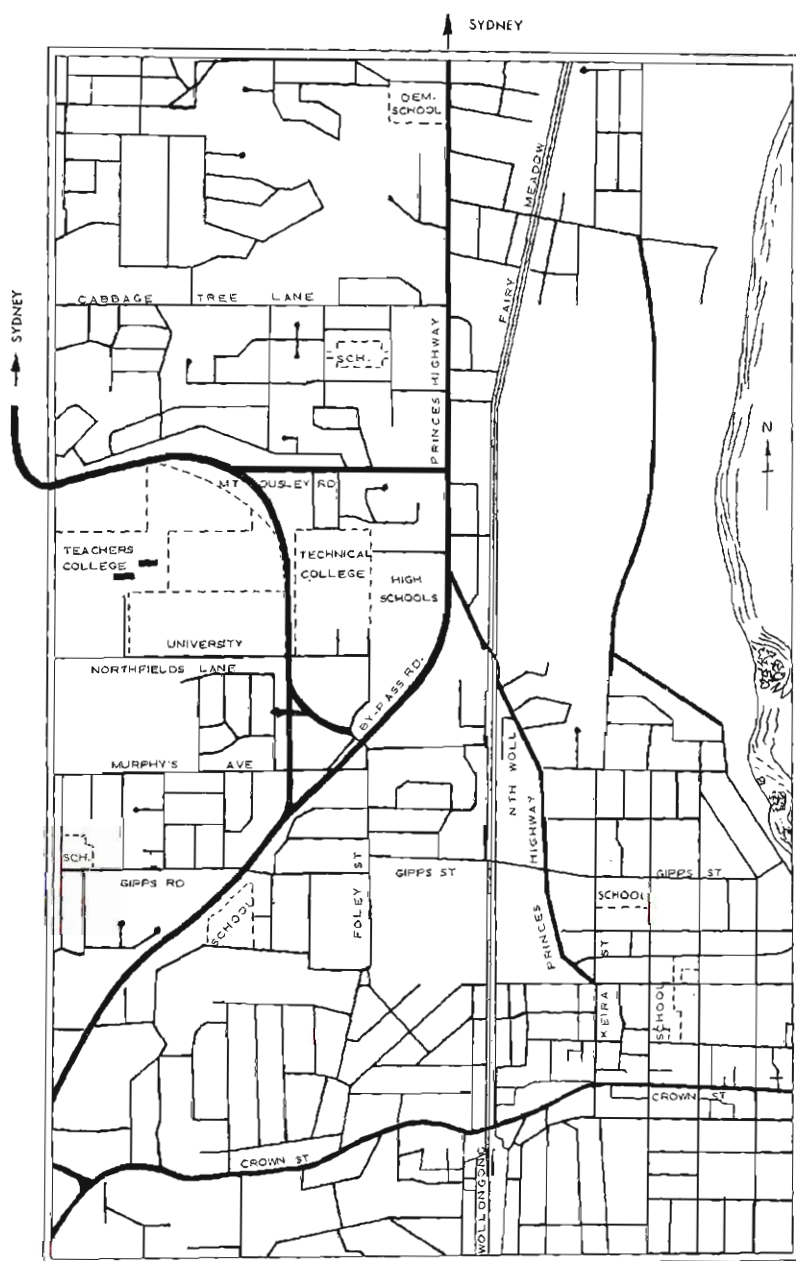 SYDNEY
DEM.
SCHOOL
FAIRY MEADOW
CABBAGE TREE LANE
SYDNEY
SCH.
PRINCES HIGHWAY
N
MT OUSLEY RD
TEACHERS
COLLEGE
TECHNICAL
COLLEGE
HIGH
SCHOOLS
UNIVERSITY
NORTHFIELDS LANE
BY-PASS RD.
MURPHY'S AVE
NTH WOLL
PRINCES HIGHWAY
SCH.
GIPPS RD
GIPPS ST
GIPPS ST
SCHOOL
FOLEY ST
SCHOOL
KEIRA ST
SCHOOL
CROWN ST
CROWN ST
WOLLONGONG